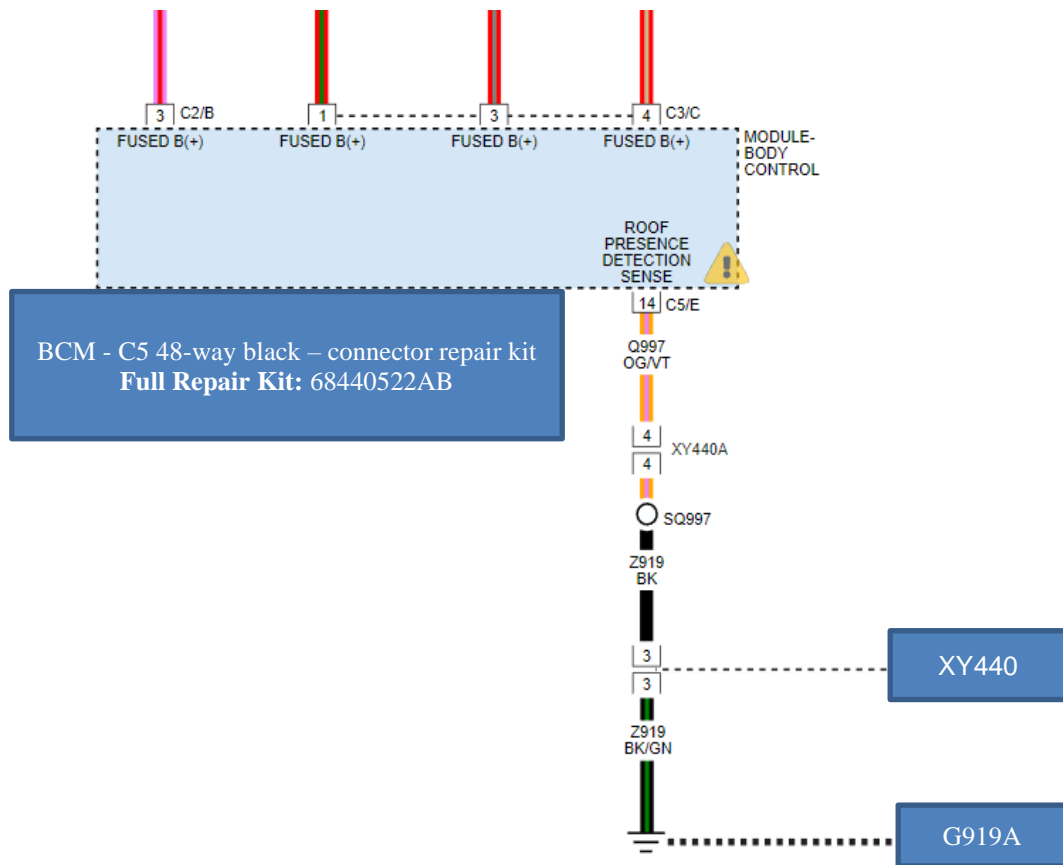 3 C2/B 1 3 4 C3/C
FUSED B(+) FUSED B(+) FUSED B(+) FUSED B(+)
MODULE-
BODY
CONTROL
ROOF
PRESENCE
DETECTION
SENSE
!
14 C5/E
BCM - C5 48-way black – connector repair kit
Full Repair Kit: 68440522AB
Q997
OG/VT
4
XY440A
4
SQ997
Z919
BK
3
XY440
3
Z919
BK/GN
G919A